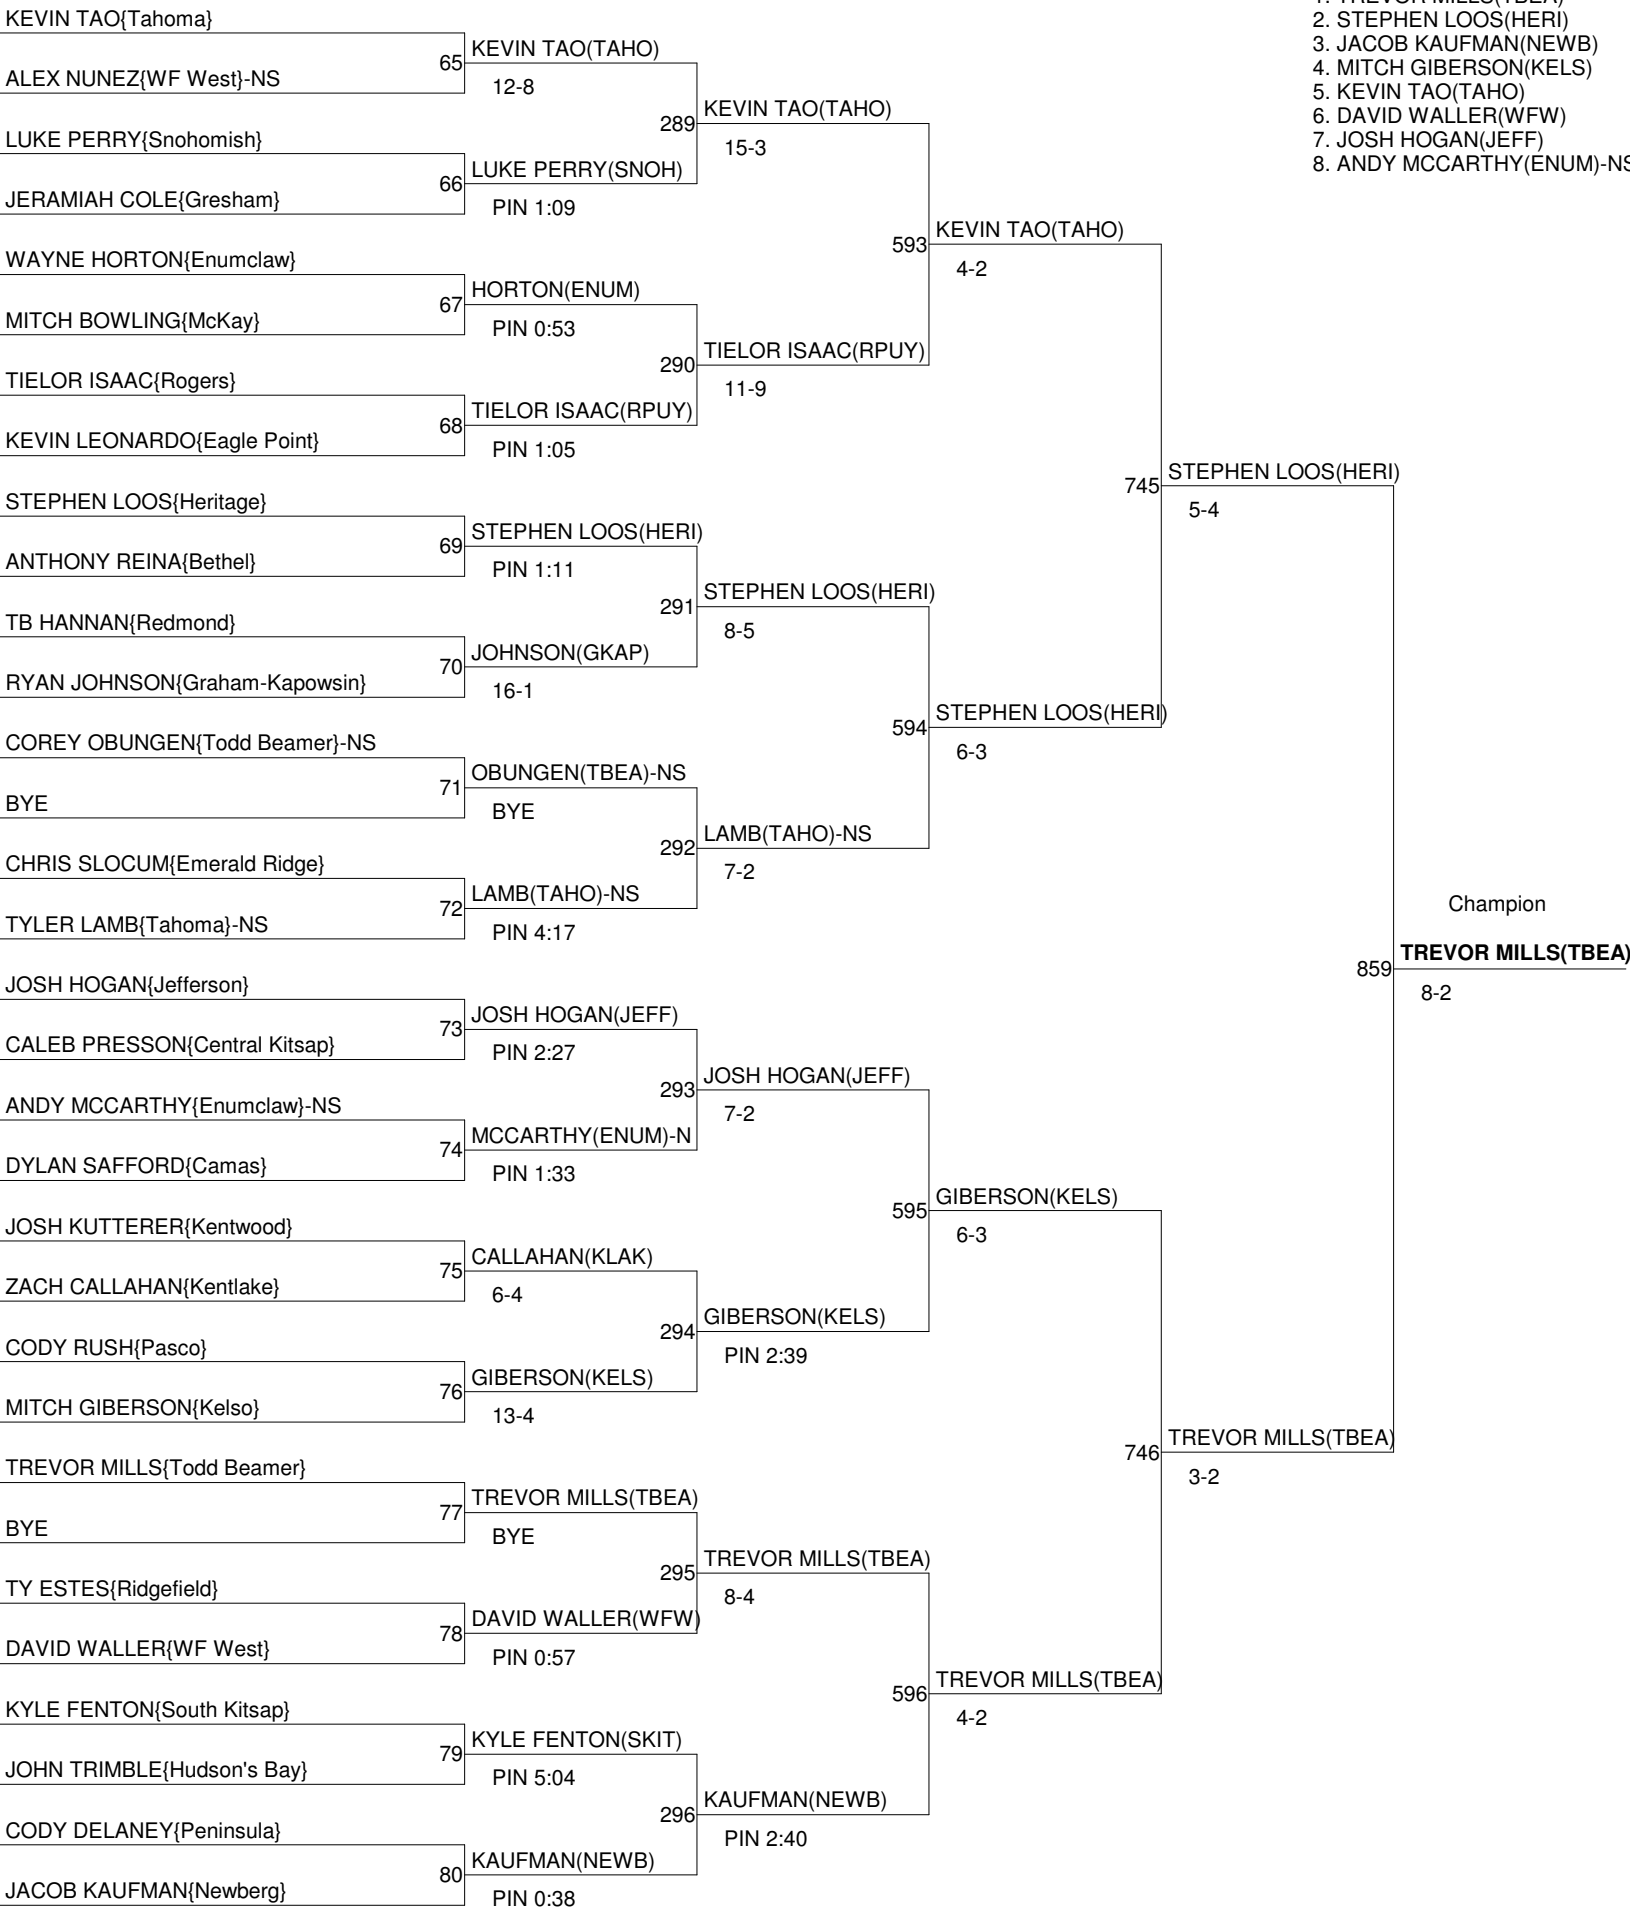 KEVIN TAO{Tahoma}
ALEX NUNEZ{WF West}-NS
LUKE PERRY{Snohomish}
JERAMIAH COLE{Gresham}
WAYNE HORTON{Enumclaw}
MITCH BOWLING{McKay}
TIELOR ISAAC{Rogers}
KEVIN LEONARDO{Eagle Point}
STEPHEN LOOS{Heritage}
ANTHONY REINA{Bethel}
TB HANNAN{Redmond}
RYAN JOHNSON{Graham-Kapowsin}
COREY OBUNGEN{Todd Beamer}-NS
BYE
CHRIS SLOCUM{Emerald Ridge}
TYLER LAMB{Tahoma}-NS
JOSH HOGAN{Jefferson}
CALEB PRESSON{Central Kitsap}
ANDY MCCARTHY{Enumclaw}-NS
DYLAN SAFFORD{Camas}
JOSH KUTTERER{Kentwood}
ZACH CALLAHAN{Kentlake}
CODY RUSH{Pasco}
MITCH GIBERSON{Kelso}
TREVOR MILLS{Todd Beamer}
BYE
TY ESTES{Ridgefield}
DAVID WALLER{WF West}
KYLE FENTON{South Kitsap}
JOHN TRIMBLE{Hudson's Bay}
CODY DELANEY{Peninsula}
JACOB KAUFMAN{Newberg}
65 KEVIN TAO(TAHO)
12-8
66 LUKE PERRY(SNOH)
PIN 1:09
67 HORTON(ENUM)
PIN 0:53
68 TIELOR ISAAC(RPUY)
PIN 1:05
69 STEPHEN LOOS(HERI)
PIN 1:11
70 JOHNSON(GKAP)
16-1
71 OBUNGEN(TBEA)-NS
BYE
72 LAMB(TAHO)-NS
PIN 4:17
73 JOSH HOGAN(JEFF)
PIN 2:27
74 MCCARTHY(ENUM)-N
PIN 1:33
75 CALLAHAN(KLAK)
6-4
76 GIBERSON(KELS)
13-4
77 TREVOR MILLS(TBEA)
BYE
78 DAVID WALLER(WFW)
PIN 0:57
79 KYLE FENTON(SKIT)
PIN 5:04
80 KAUFMAN(NEWB)
PIN 0:38
289 KEVIN TAO(TAHO)
15-3
290 TIELOR ISAAC(RPUY)
11-9
291 STEPHEN LOOS(HERI)
8-5
292 LAMB(TAHO)-NS
7-2
293 JOSH HOGAN(JEFF)
7-2
294 GIBERSON(KELS)
PIN 2:39
295 TREVOR MILLS(TBEA)
8-4
296 KAUFMAN(NEWB)
PIN 2:40
593 KEVIN TAO(TAHO)
4-2
594 STEPHEN LOOS(HERI)
6-3
595 GIBERSON(KELS)
6-3
596 TREVOR MILLS(TBEA)
4-2
745 STEPHEN LOOS(HERI)
5-4
746 TREVOR MILLS(TBEA)
3-2
Champion
859 TREVOR MILLS(TBEA)
8-2
1. TREVOR MILLS(TBEA)
2. STEPHEN LOOS(HERI)
3. JACOB KAUFMAN(NEWB)
4. MITCH GIBERSON(KELS)
5. KEVIN TAO(TAHO)
6. DAVID WALLER(WFW)
7. JOSH HOGAN(JEFF)
8. ANDY MCCARTHY(ENUM)-NS